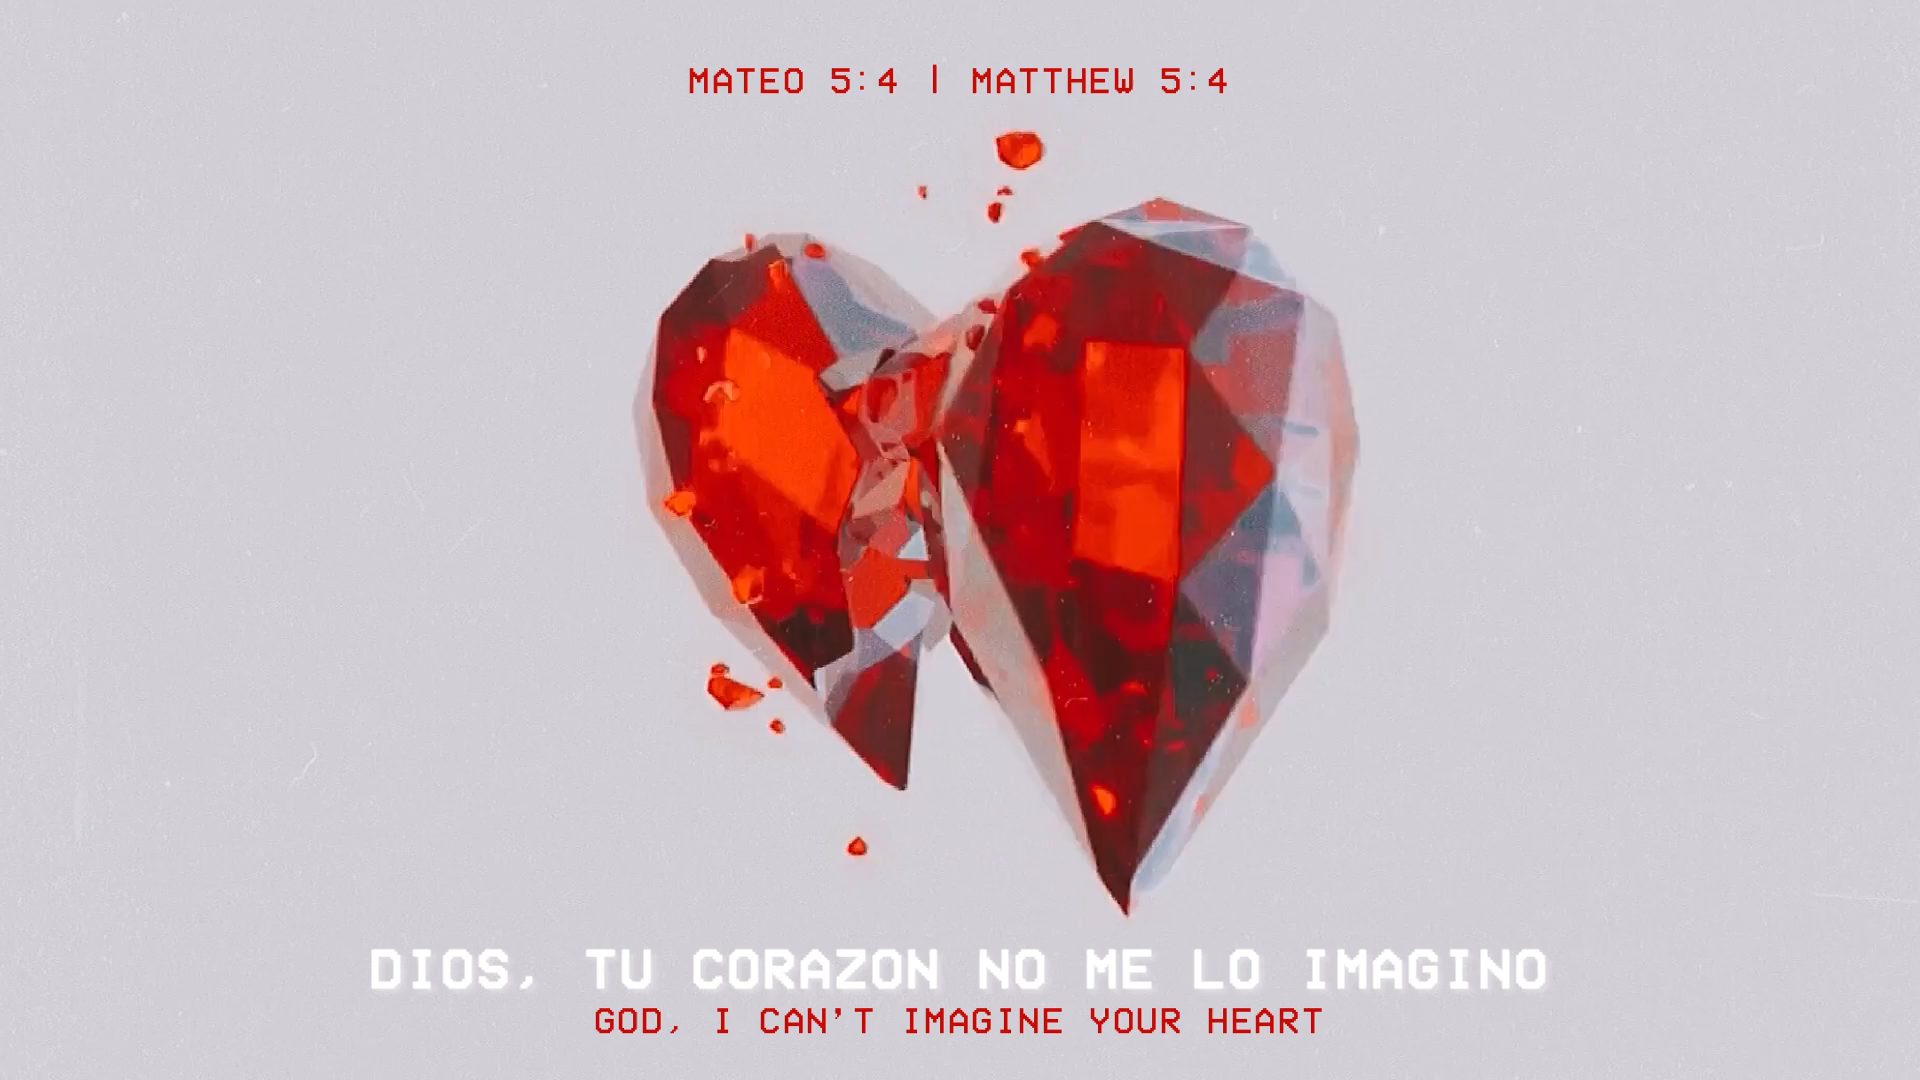 MATEO 5:4 | MATTHEW 5:4
DIOS, TU CORAZON NO ME LO IMAGINO
GOD, I CAN'T IMAGINE YOUR HEART